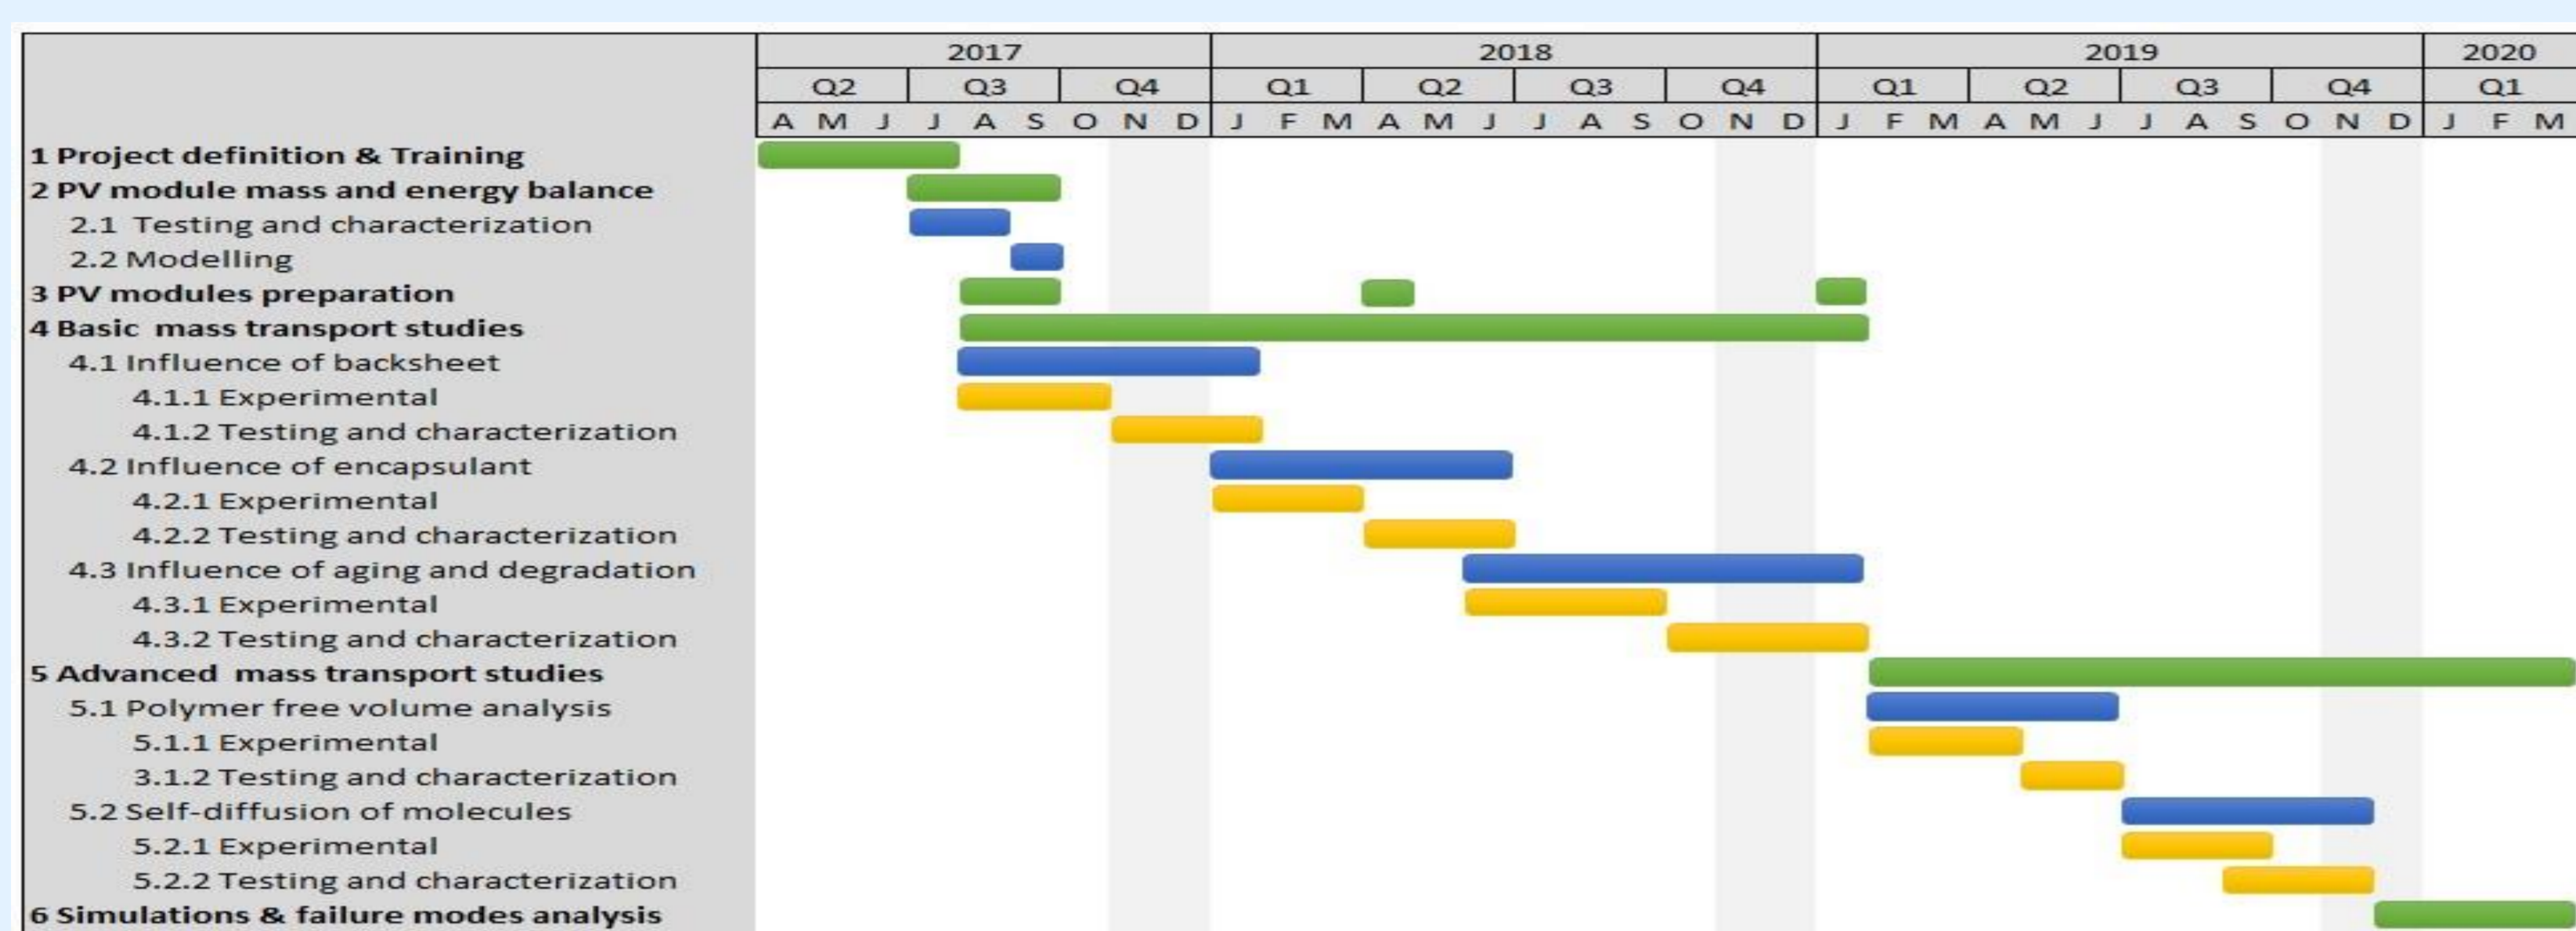 2017 2018 2019 2020
Q2 Q3 Q4 Q1 Q2 Q3 Q4 Q1 Q2 Q3 Q4 Q1
A M J J A S O N D J F M A M J J A S O N D J F M A M J J A S O N D J F M
1 Project definition & Training
2 PV module mass and energy balance
2.1 Testing and characterization
2.2 Modelling
3 PV modules preparation
4 Basic mass transport studies
4.1 Influence of backsheet
4.1.1 Experimental
4.1.2 Testing and characterization
4.2 Influence of encapsulant
4.2.1 Experimental
4.2.2 Testing and characterization
4.3 Influence of aging and degradation
4.3.1 Experimental
4.3.2 Testing and characterization
5 Advanced mass transport studies
5.1 Polymer free volume analysis
5.1.1 Experimental
3.1.2 Testing and characterization
5.2 Self-diffusion of molecules
5.2.1 Experimental
5.2.2 Testing and characterization
6 Simulations & failure modes analysis